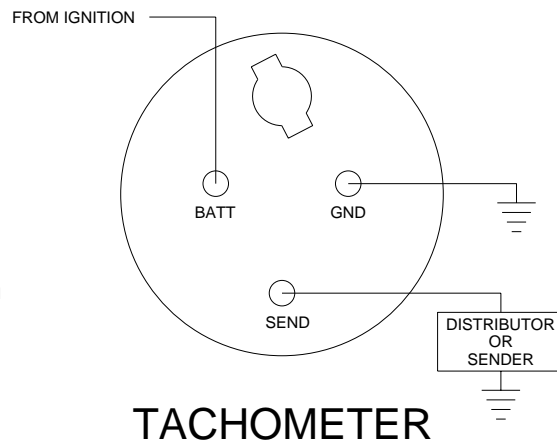 FROM IGNITION
BATT
GND
SEND
DISTRIBUTOR
OR
SENDER
TACHOMETER